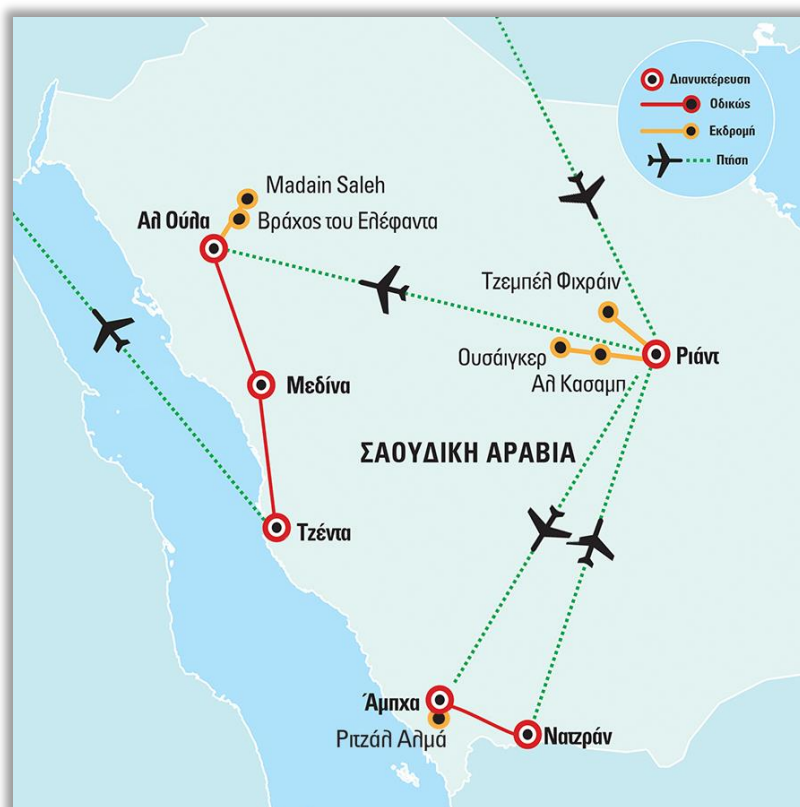 Διανυκτέρευση
Οδικώς
Εκδρομή
Πτήση
Madain Saleh
Αλ Ούλα
Βράχος του Ελέφαντα
Τζεμπέλ Φιχράιν
Ουσάιγκερ
Ριάντ
Αλ Κασαμπ
Μεδίνα
ΣΑΟΥΔΙΚΗ ΑΡΑΒΙΑ
Τζέντα
Άμπχα
Ριτζάλ Αλμά
Νατζράν